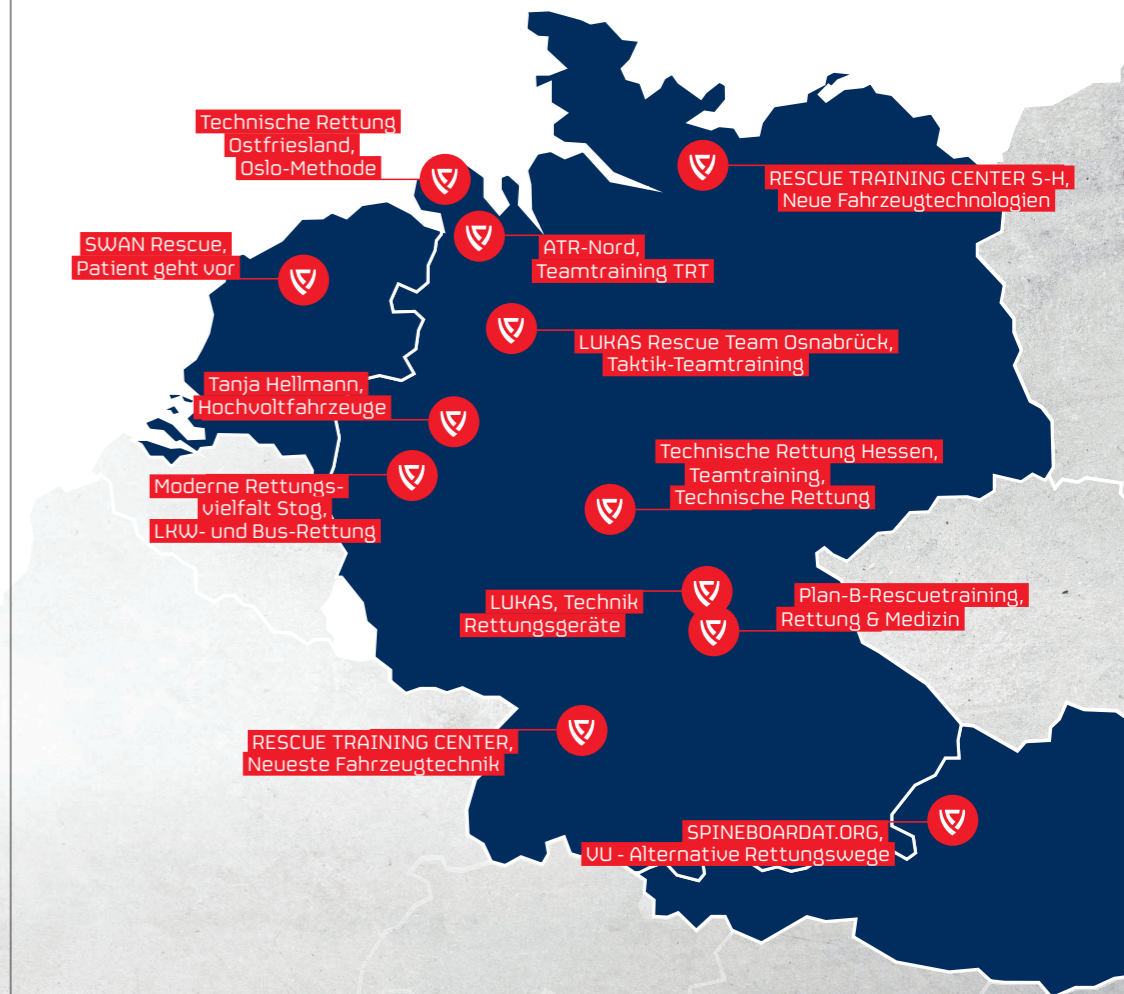 Technische Rettung
Ostfriesland,
Oslo-Methode
RESCUE TRAINING CENTER S-H,
Neue Fahrzeugtechnologien
SWAN Rescue,
Patient geht vor
ATR-Nord,
Teamtraining TRT
LUKAS Rescue Team Osnabrück,
Taktik-Teamtraining
Tanja Hellmann,
Hochvoltfahrzeuge
Technische Rettung Hessen,
Teamtraining,
Technische Rettung
Moderne Rettungs-
vielfalt Stog,
LKW- und Bus-Rettung
LUKAS, Technik
Rettungsgeräte
Plan-B-Rescuetraining,
Rettung & Medizin
RESCUE TRAINING CENTER,
Neueste Fahrzeugtechnik
SPINEBOARDAT.ORG,
VU - Alternative Rettungswege